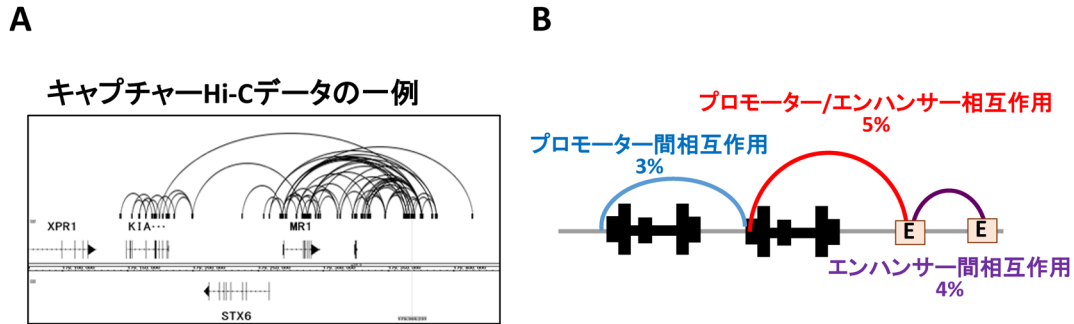 A
B
キャプチャーHi-Cデータの一例
XPR1
KIA…
MR1
STX6
プロモーター/エンハンサー相互作用
5%
プロモーター間相互作用
3%
E
E
エンハンサー間相互作用
4%